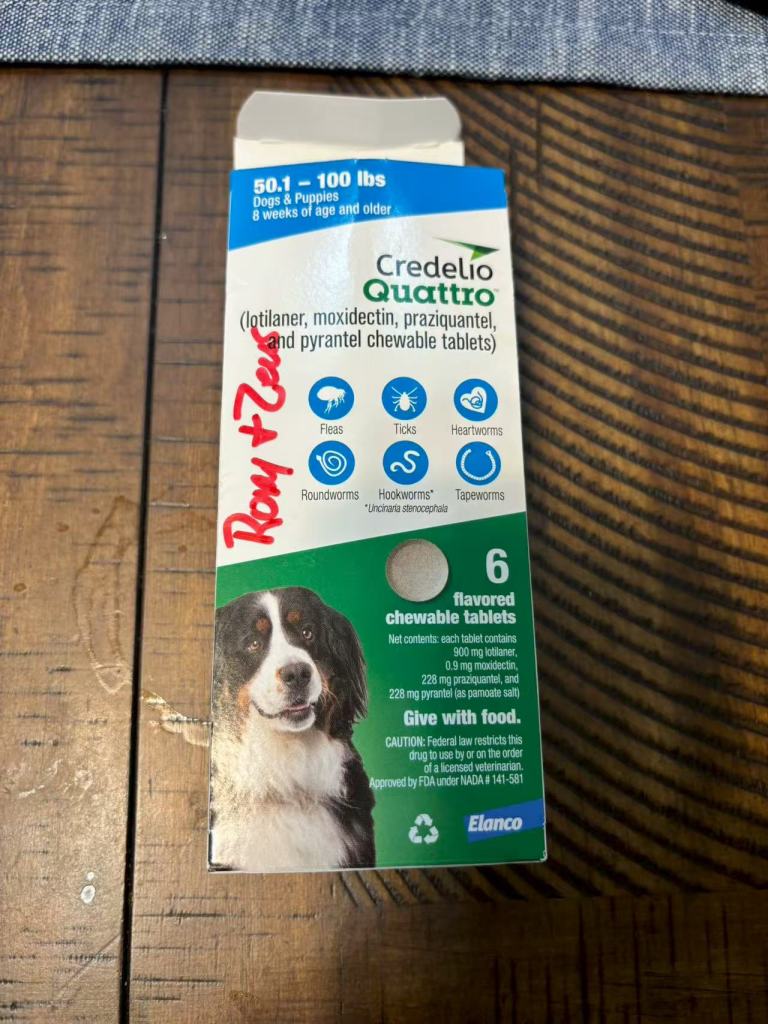 50.1 – 100 lbs
Dogs & Puppies
8 weeks of age and older
Credelio
Quattro™
(lotilaner, moxidectin, praziquantel,
and pyrantel chewable tablets)
Fleas
Ticks
Heartworms
Roundworms
Hookworms*
Tapeworms
*Uncinaria stenocephala
+ Zeus
6
flavored
chewable tablets
Net contents: each tablet contains
900 mg lotilaner,
0.9 mg moxidectin,
228 mg praziquantel, and
228 mg pyrantel (as pamoate salt)
Give with food.
CAUTION: Federal law restricts this
drug to use by or on the order
of a licensed veterinarian.
Approved by FDA under NADA # 141-581
Elanco